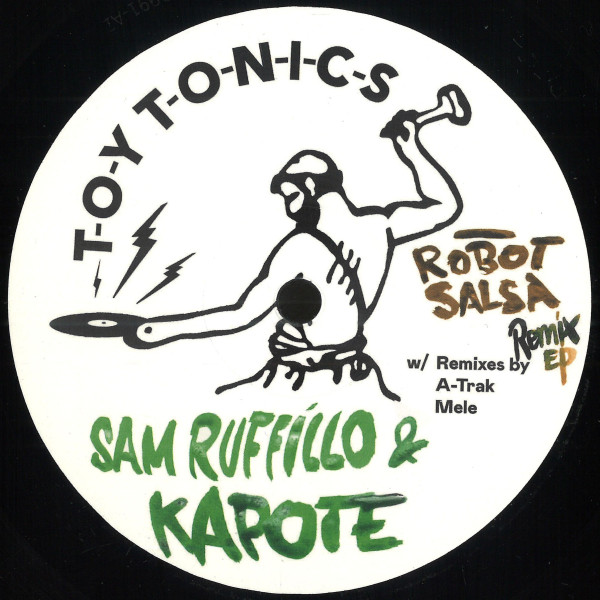 T-O-Y T-O-N-I-C-S
ROBOT
SALSA
Remix
EP
w/ Remixes by
A-Trak
Mele
SAM RUFFÍLLO &
KAPOTE